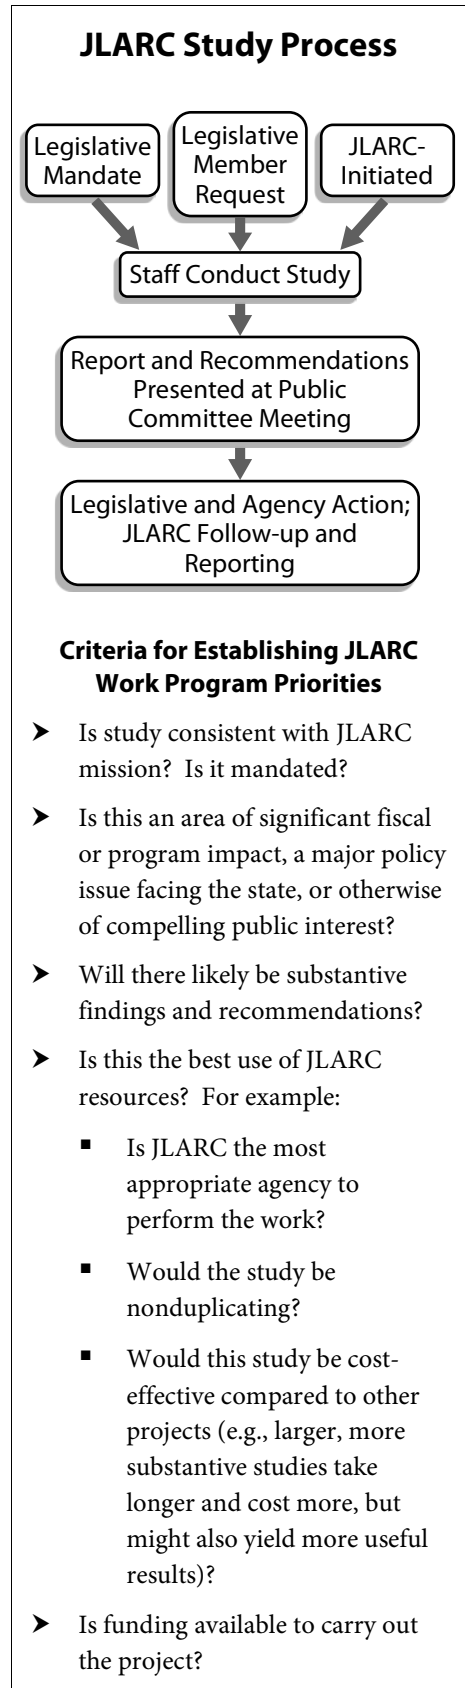 JLARC Study Process
Legislative
Mandate
Legislative
Member
Request
JLARC-
Initiated
Staff Conduct Study
Report and Recommendations
Presented at Public
Committee Meeting
Legislative and Agency Action;
JLARC Follow-up and
Reporting
Criteria for Establishing JLARC
Work Program Priorities
➤ Is study consistent with JLARC
mission?  Is it mandated?
➤ Is this an area of significant fiscal
or program impact, a major policy
issue facing the state, or otherwise
of compelling public interest?
➤ Will there likely be substantive
findings and recommendations?
➤ Is this the best use of JLARC
resources?  For example:
▪ Is JLARC the most
appropriate agency to
perform the work?
▪ Would the study be
nonduplicating?
▪ Would this study be cost-
effective compared to other
projects (e.g., larger, more
substantive studies take
longer and cost more, but
might also yield more useful
results)?
➤ Is funding available to carry out
the project?